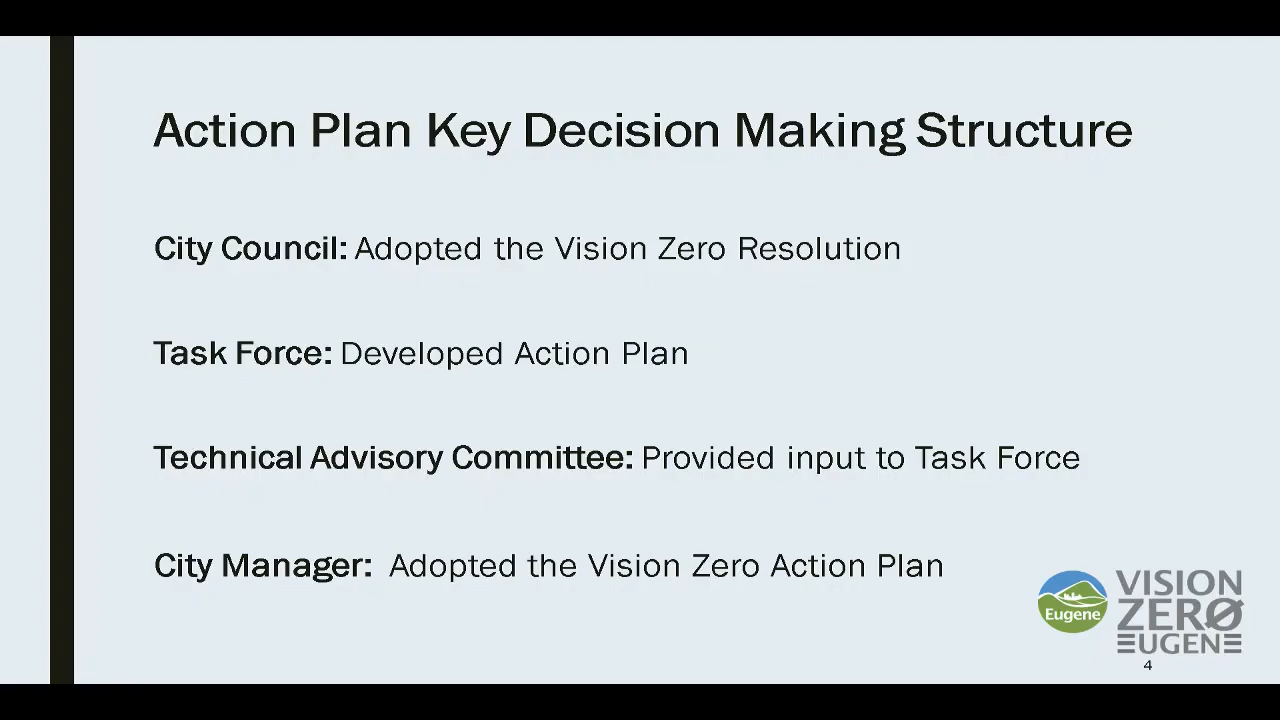 Action Plan Key Decision Making Structure
City Council: Adopted the Vision Zero Resolution
Task Force: Developed Action Plan
Technical Advisory Committee: Provided input to Task Force
City Manager: Adopted the Vision Zero Action Plan
Eugene
VISION
ZERØ
EUGENE
4